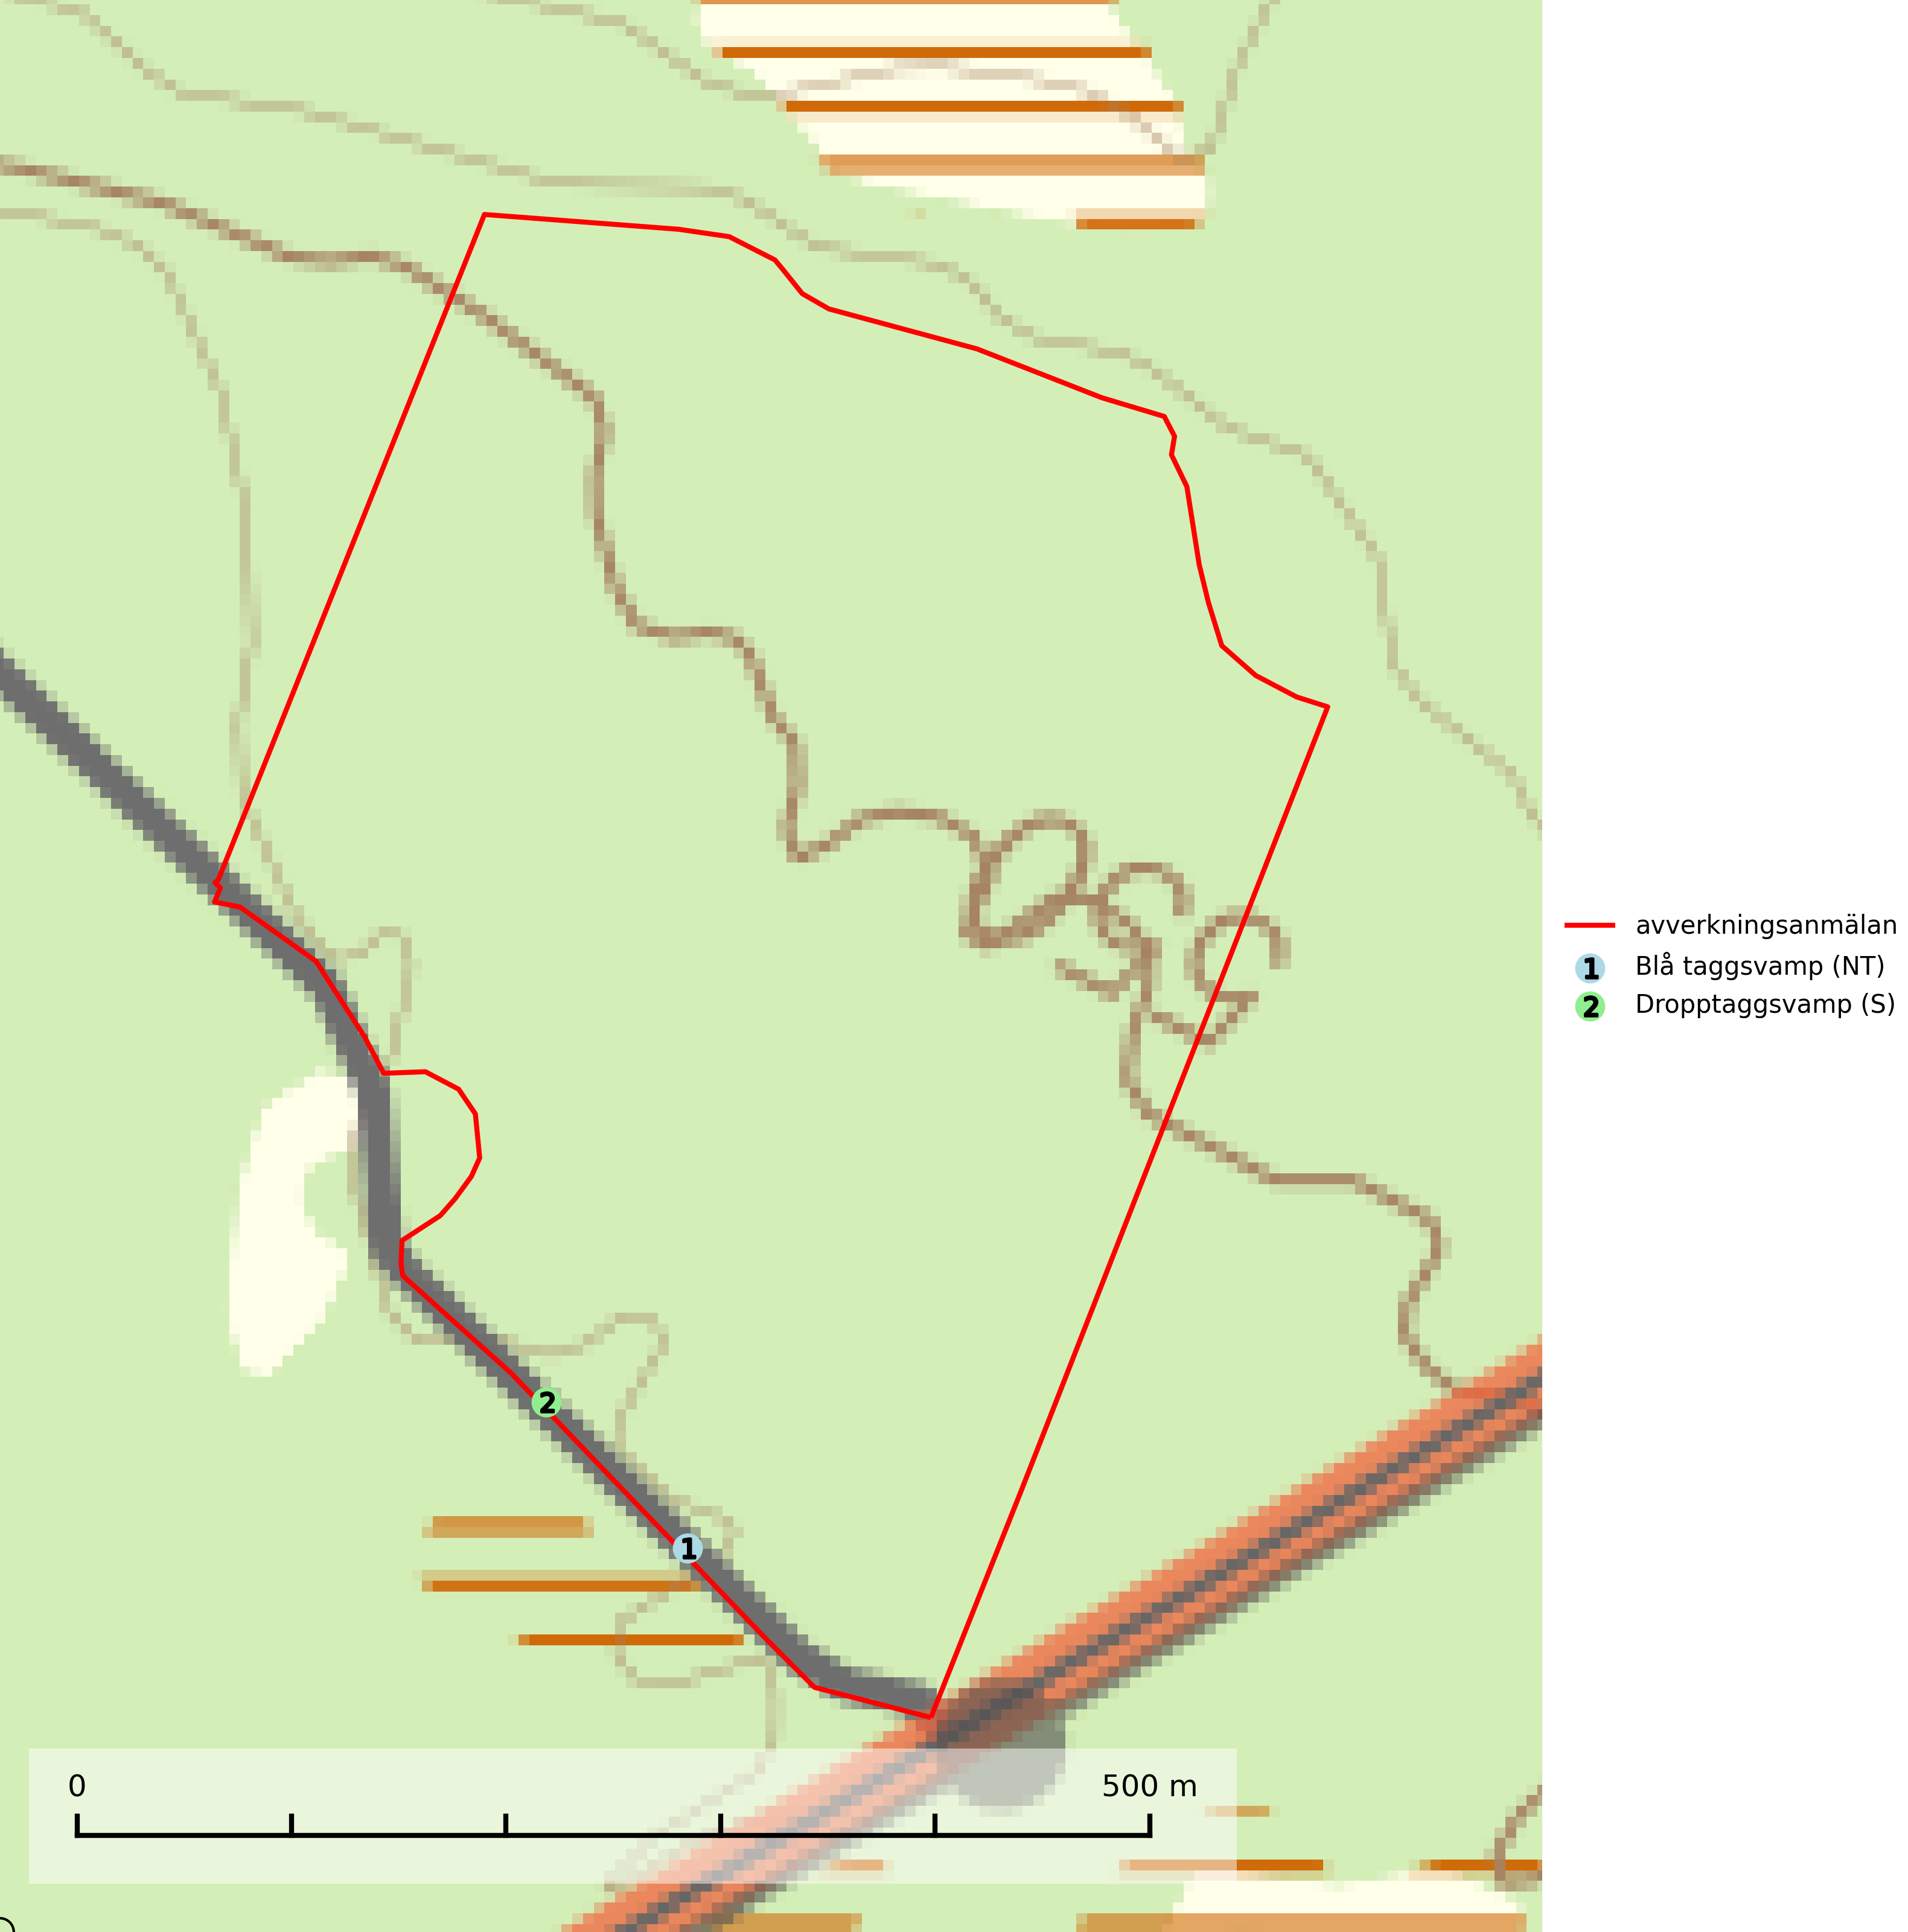 avverkningsanmälan
1 Blå taggsvamp (NT)
2 Dropptaggsvamp (S)
2
1
0 500 m